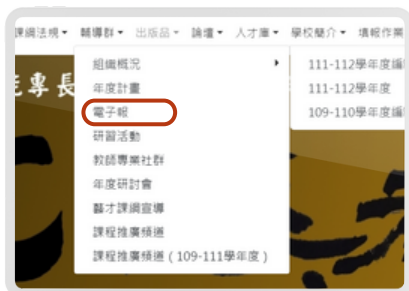 課綱法規 輔導群 出版品 論壇 人才庫 學校簡介 填報作業
組織概況
年度計畫
電子報
研習活動
教師專業社群
年度研討會
藝才課綱宣導
課程推廣頻道
課程推廣頻道(109-111學年度)
111-112學年度編
111-112學年度
109-110學年度編
專長